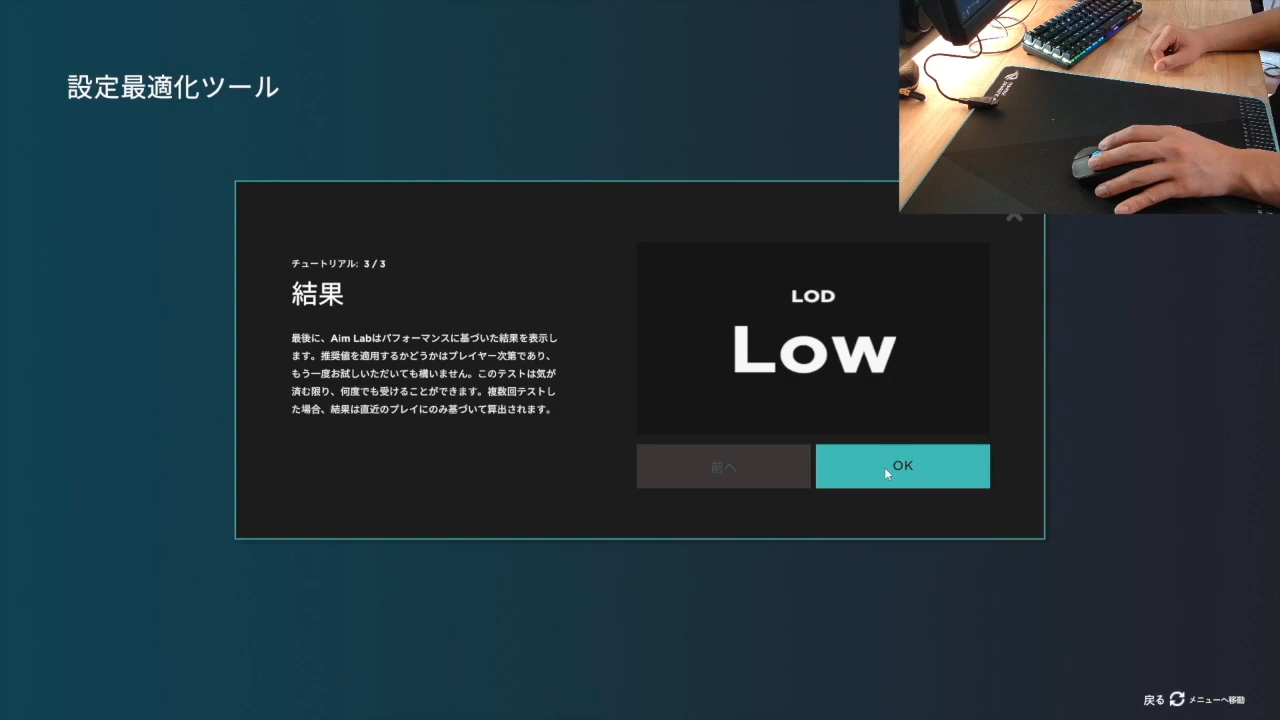 設定最適化ツール
チュートリアル: 3 / 3
結果
最後に、Aim Labはパフォーマンスに基づいた結果を表示し
ます。推奨値を適用するかどうかはプレイヤー次第であり、
もう一度お試しいただいても構いません。このテストは気が
済む限り、何度でも受けることができます。複数回テストし
た場合、結果は直近のプレイにのみ基づいて算出されます。
LOD
Low
前へ
OK
戻る メニューへ移動